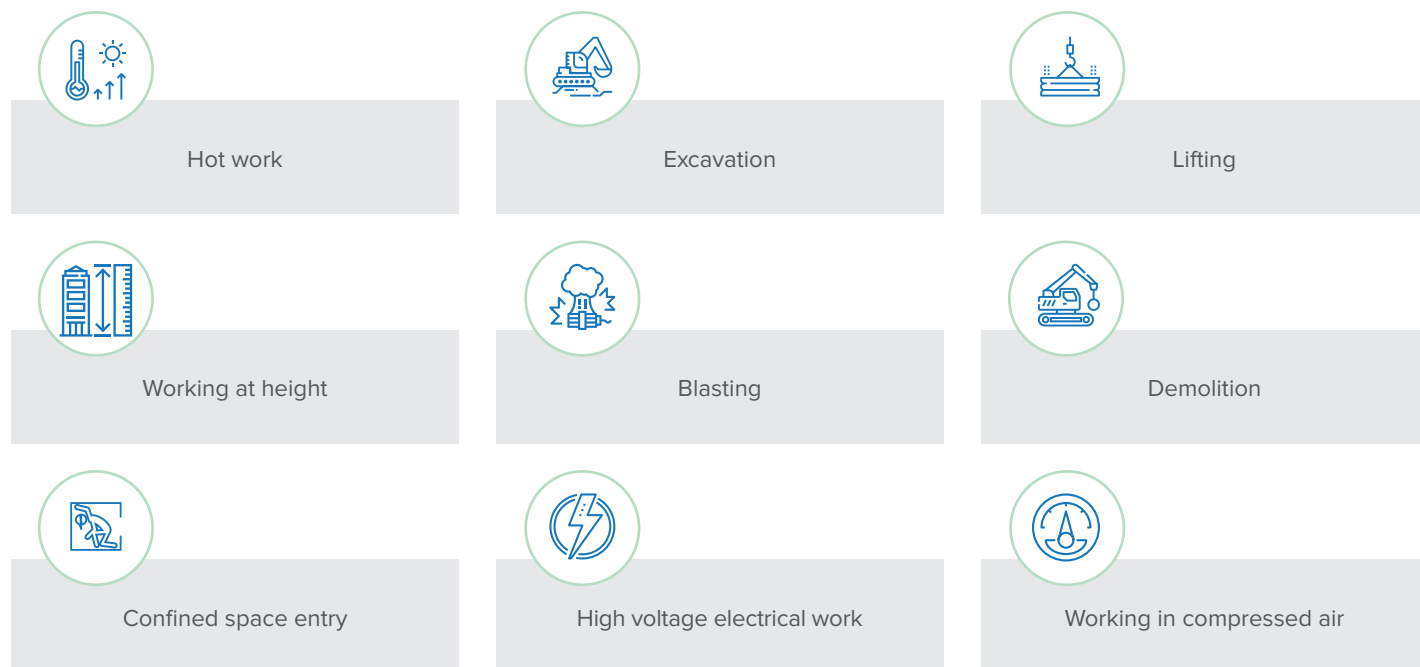 Hot work
Excavation
Lifting
Working at height
Blasting
Demolition
Confined space entry
High voltage electrical work
Working in compressed air